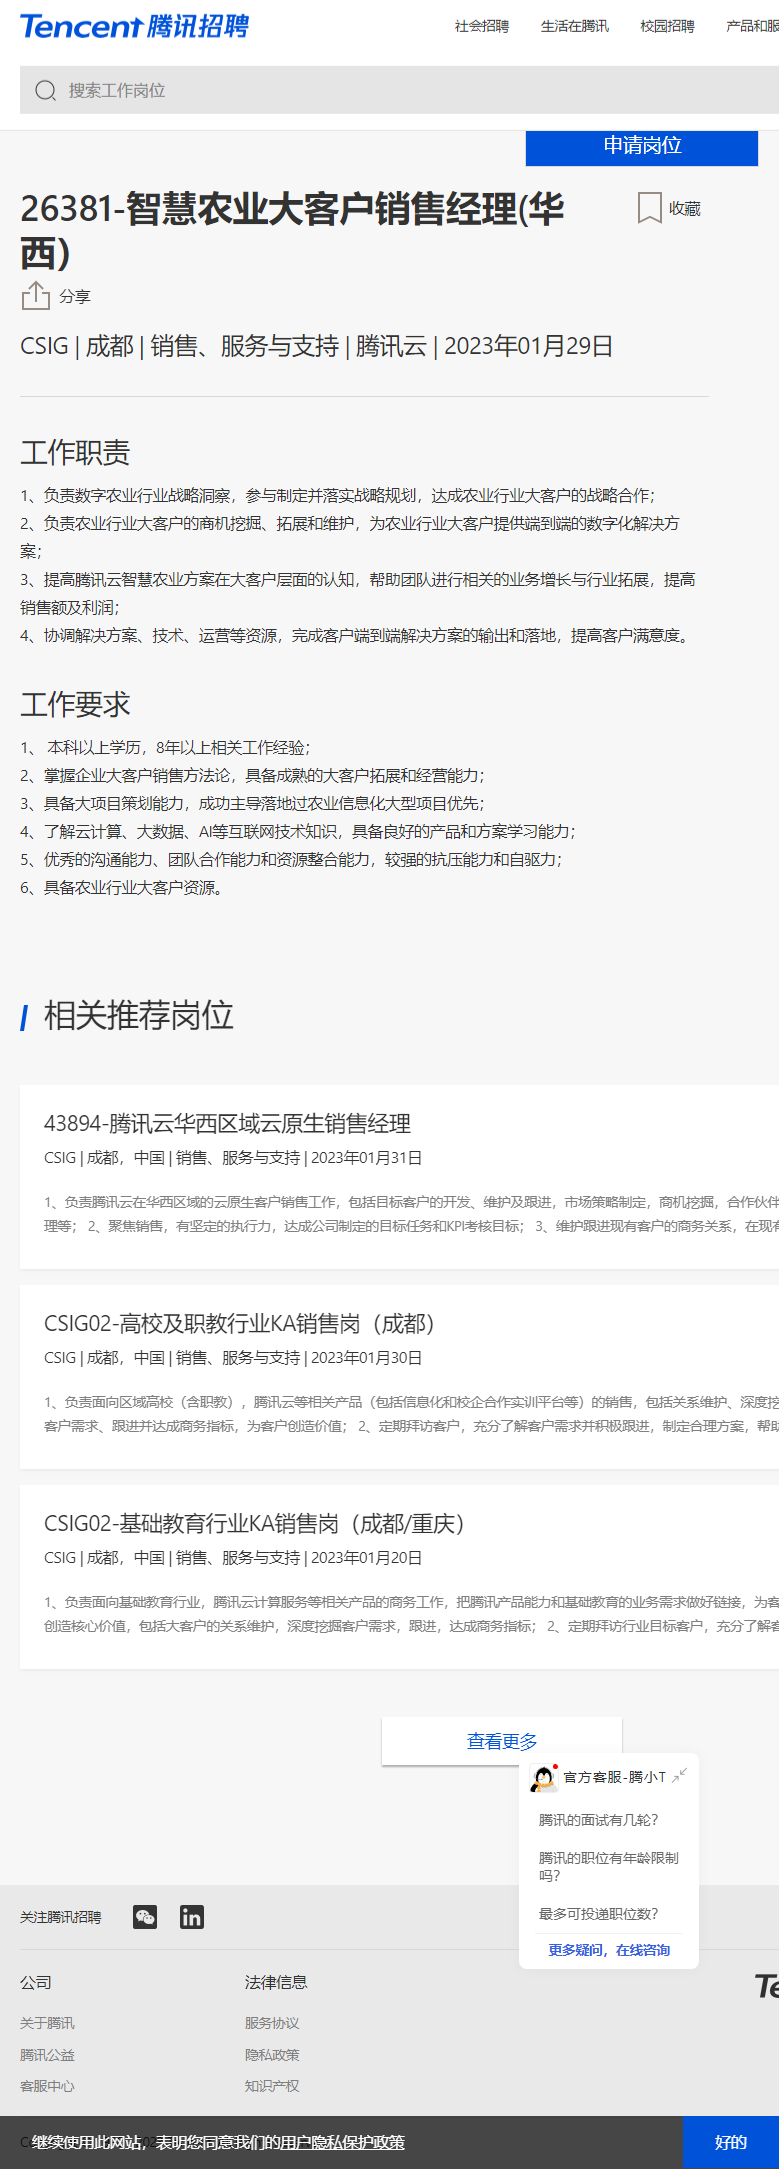 Tencent 腾讯招聘
社会招聘 生活在腾讯 校园招聘 产品和服
搜索工作岗位
申请岗位
26381-智慧农业大客户销售经理(华
西)
收藏
分享
CSIG | 成都 | 销售、服务与支持 | 腾讯云 | 2023年01月29日
工作职责
1、负责数字农业行业战略洞察，参与制定并落实战略规划，达成农业行业大客户的战略合作；
2、负责农业行业大客户的商机挖掘、拓展和维护，为农业行业大客户提供端到端的数字化解决方
案；
3、提高腾讯云智慧农业方案在大客户层面的认知，帮助团队进行相关的业务增长与行业拓展，提高
销售额及利润；
4、协调解决方案、技术、运营等资源，完成客户端到端解决方案的输出和落地，提高客户满意度。
工作要求
1、 本科以上学历，8年以上相关工作经验；
2、掌握企业大客户销售方法论，具备成熟的大客户拓展和经营能力；
3、具备大项目策划能力，成功主导落地过农业信息化大型项目优先；
4、了解云计算、大数据、AI等互联网技术知识，具备良好的产品和方案学习能力；
5、优秀的沟通能力、团队合作能力和资源整合能力，较强的抗压能力和自驱力；
6、具备农业行业大客户资源。
相关推荐岗位
43894-腾讯云华西区域云原生销售经理
CSIG | 成都，中国 | 销售、服务与支持 | 2023年01月31日
1、负责腾讯云在华西区域的云原生客户销售工作，包括目标客户的开发、维护及跟进，市场策略制定，商机挖掘，合作伙伴
理等； 2、聚焦销售，有坚定的执行力，达成公司制定的目标任务和KPI考核目标； 3、维护跟进现有客户的商务关系，在现有
CSIG02-高校及职教行业KA销售岗（成都）
CSIG | 成都，中国 | 销售、服务与支持 | 2023年01月30日
1、负责面向区域高校（含职教），腾讯云等相关产品（包括信息化和校企合作实训平台等）的销售，包括关系维护、深度挖
客户需求、跟进并达成商务指标，为客户创造价值； 2、定期拜访客户，充分了解客户需求并积极跟进，制定合理方案，帮助
CSIG02-基础教育行业KA销售岗（成都/重庆）
CSIG | 成都，中国 | 销售、服务与支持 | 2023年01月20日
1、负责面向基础教育行业，腾讯云计算服务等相关产品的商务工作，把腾讯产品能力和基础教育的业务需求做好链接，为客
创造核心价值，包括大客户的关系维护，深度挖掘客户需求，跟进，达成商务指标； 2、定期拜访行业目标客户，充分了解客
查看更多
官方客服-腾小T
腾讯的面试有几轮？
腾讯的职位有年龄限制
吗？
最多可投递职位数？
更多疑问，在线咨询
关注腾讯招聘
公司 法律信息
关于腾讯 服务协议
腾讯公益 隐私政策
客服中心 知识产权
继续使用此网站，表明您同意我们的用户隐私保护政策
好的